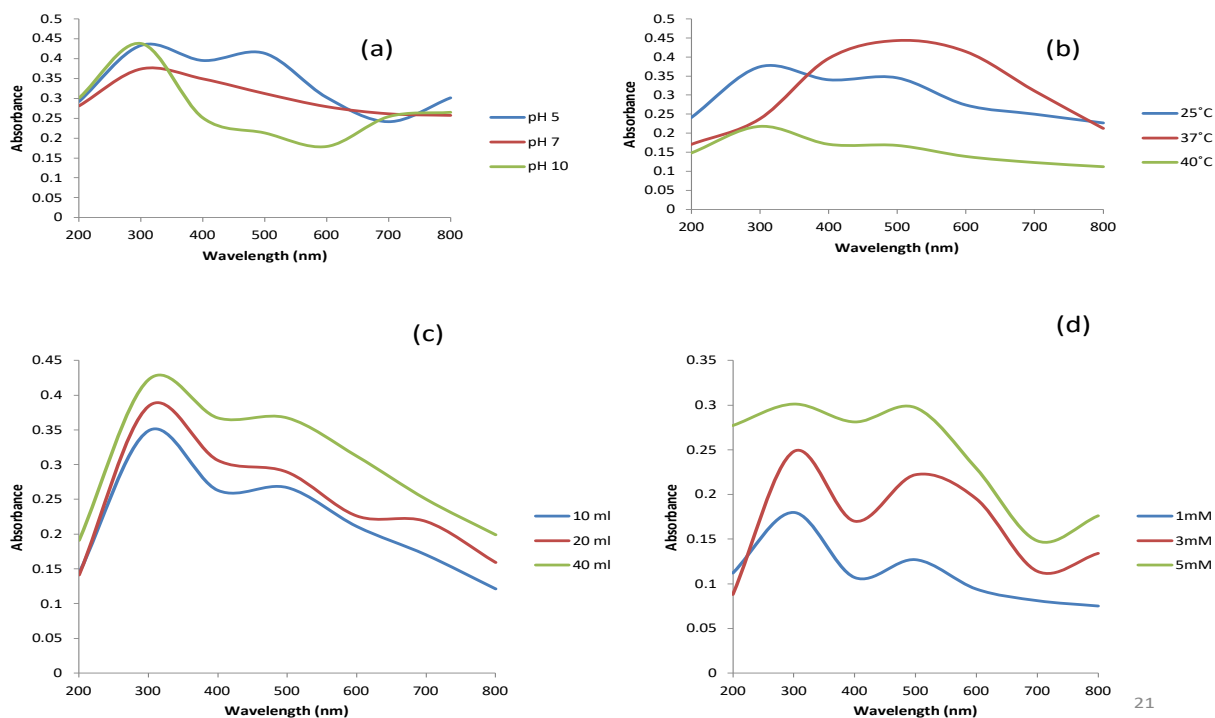 (a)
0.5
0.45
0.4
0.35
0.3
0.25
0.2
0.15
0.1
0.05
0
Absorbance
200 300 400 500 600 700 800
Wavelength (nm)
pH 5
pH 7
pH 10
(b)
0.5
0.45
0.4
0.35
0.3
0.25
0.2
0.15
0.1
0.05
0
Absorbance
200 300 400 500 600 700 800
Wavelength (nm)
25˚C
37˚C
40˚C
(c)
0.45
0.4
0.35
0.3
0.25
0.2
0.15
0.1
0.05
0
Absorbance
200 300 400 500 600 700 800
Wavelength (nm)
10 ml
20 ml
40 ml
(d)
0.35
0.3
0.25
0.2
0.15
0.1
0.05
0
Absorbance
200 300 400 500 600 700 800
Wavelength (nm)
1mM
3mM
5mM
21